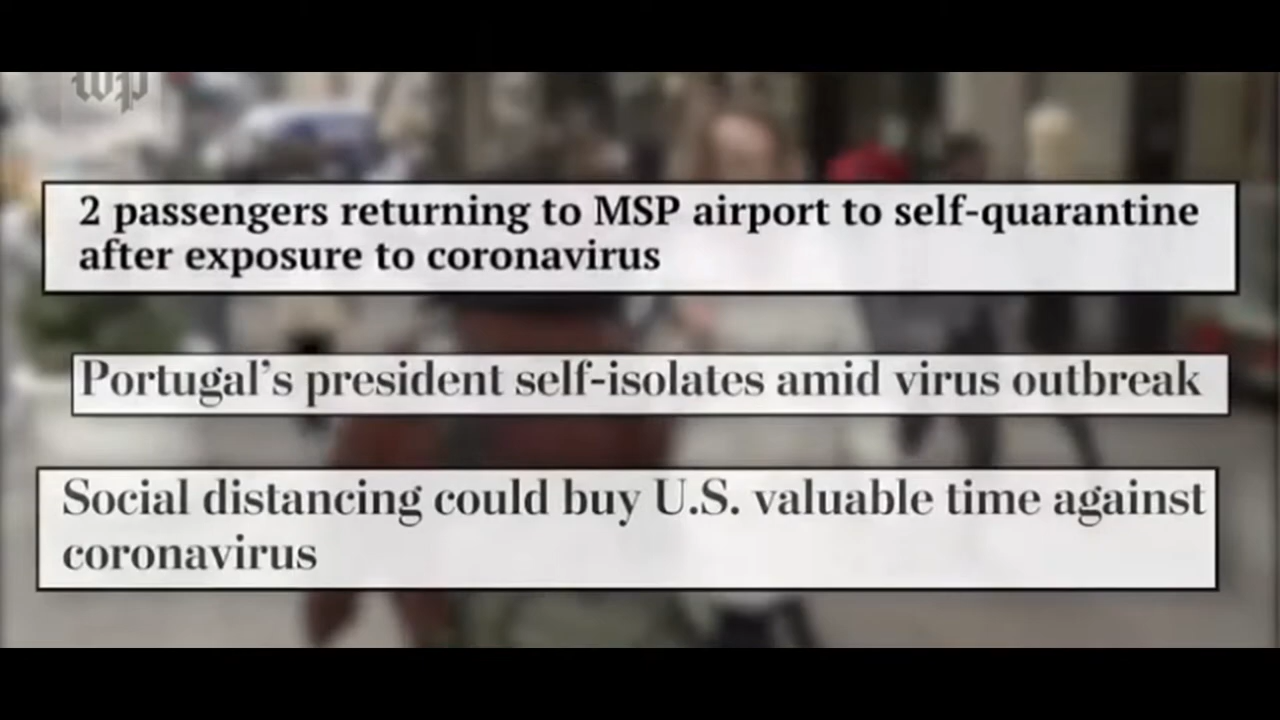 wp
2 passengers returning to MSP airport to self-quarantine
after exposure to coronavirus
Portugal's president self-isolates amid virus outbreak
Social distancing could buy U.S. valuable time against
coronavirus